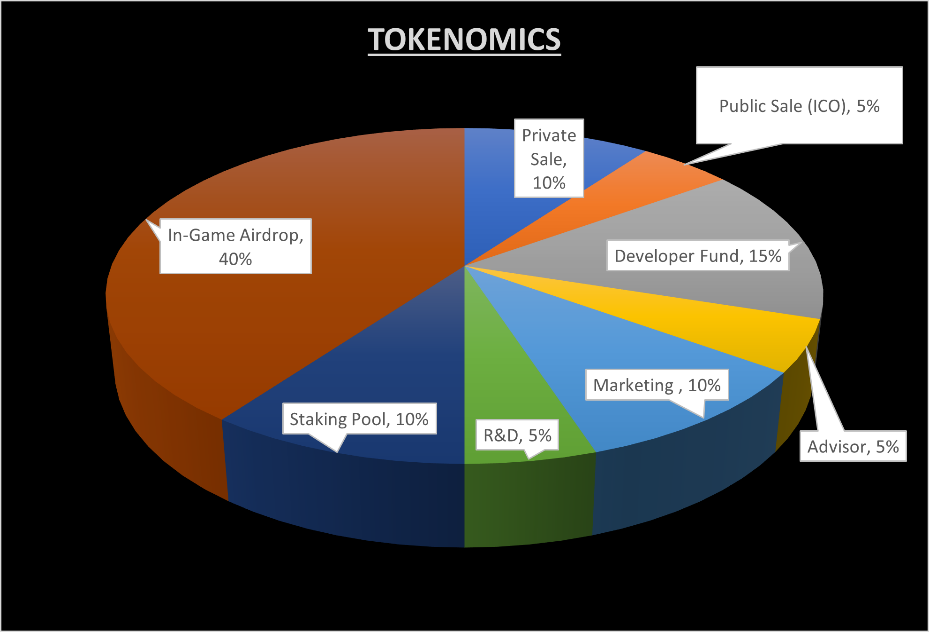 TOKENOMICS
Public Sale (ICO), 5%
Private
Sale,
10%
In-Game Airdrop,
40%
Developer Fund, 15%
Marketing , 10%
Staking Pool, 10%
R&D, 5%
Advisor, 5%